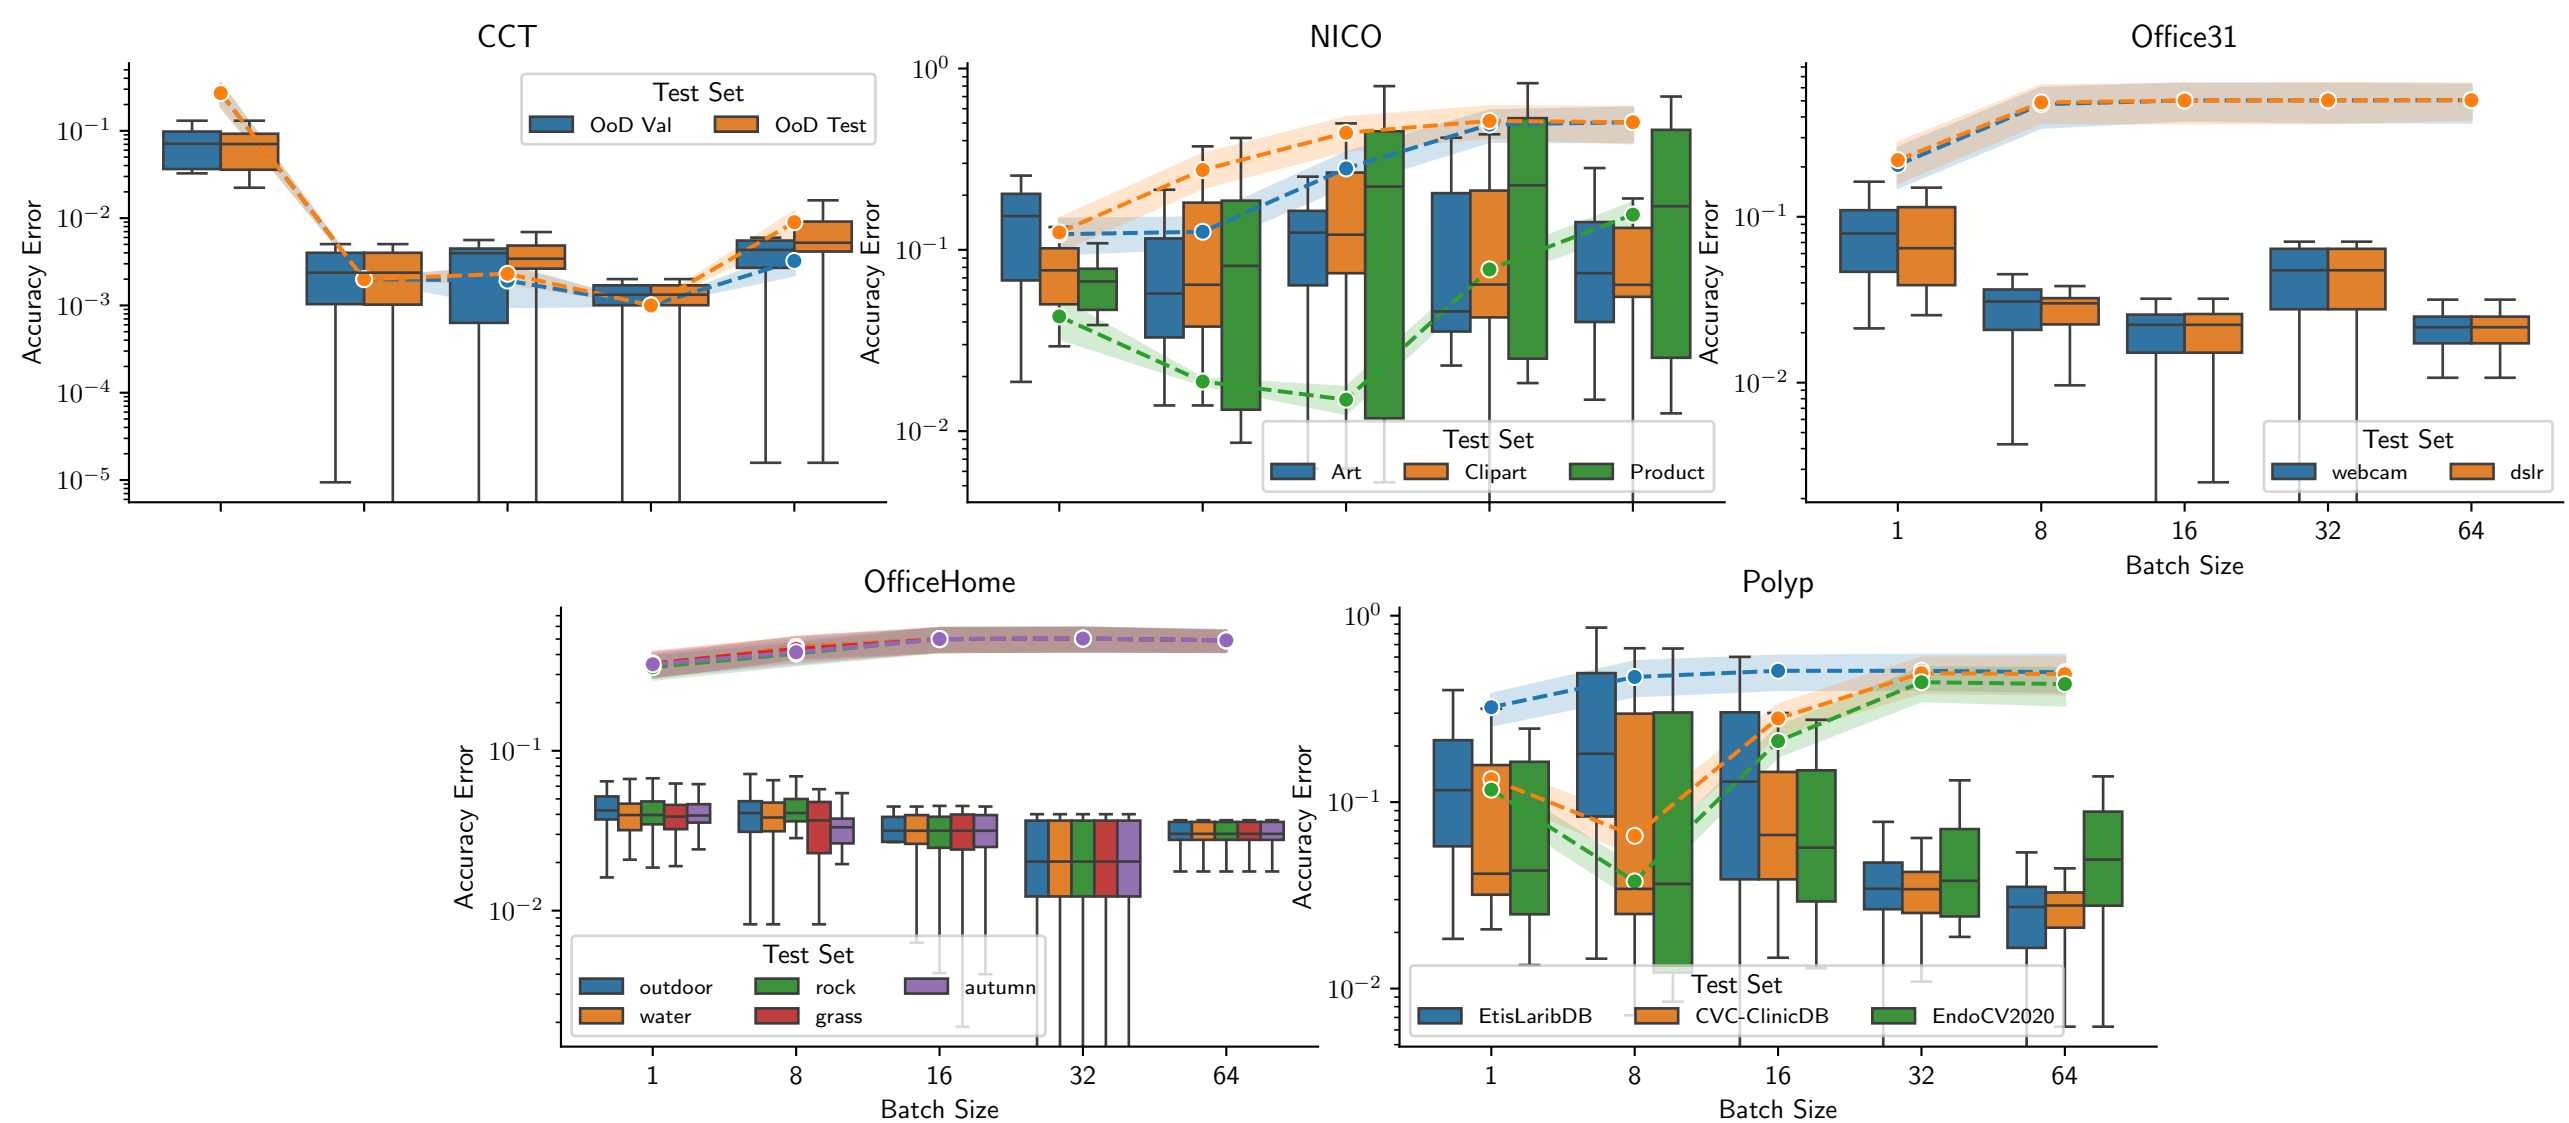 CCT
NICO
Office31
Accuracy Error
10⁻¹
10⁻²
10⁻³
10⁻⁴
10⁻⁵
Test Set
OoD Val
OoD Test
Accuracy Error
10⁰
10⁻¹
10⁻²
Test Set
Art
Clipart
Product
Accuracy Error
10⁻¹
10⁻²
Test Set
webcam
dslr
1
8
16
32
64
Batch Size
OfficeHome
Polyp
Accuracy Error
10⁻¹
10⁻²
Test Set
outdoor
rock
autumn
water
grass
1
8
16
32
64
Batch Size
Accuracy Error
10⁰
10⁻¹
10⁻²
Test Set
EtisLaribDB
CVC-ClinicDB
EndoCV2020
1
8
16
32
64
Batch Size